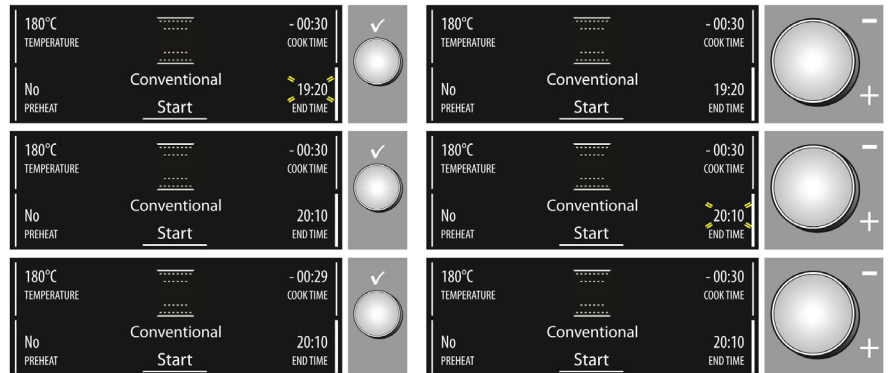 180°C - 00:30 ✓
TEMPERATURE COOK TIME
Conventional
No 19:20
PREHEAT Start END TIME
180°C - 00:30 −
TEMPERATURE COOK TIME
Conventional
No 19:20 +
PREHEAT Start END TIME
180°C - 00:30 ✓
TEMPERATURE COOK TIME
Conventional
No 20:10
PREHEAT Start END TIME
180°C - 00:30 −
TEMPERATURE COOK TIME
Conventional
No 20:10 +
PREHEAT Start END TIME
180°C - 00:29 ✓
TEMPERATURE COOK TIME
Conventional
No 20:10
PREHEAT Start END TIME
180°C - 00:30 −
TEMPERATURE COOK TIME
Conventional
No 20:10 +
PREHEAT Start END TIME